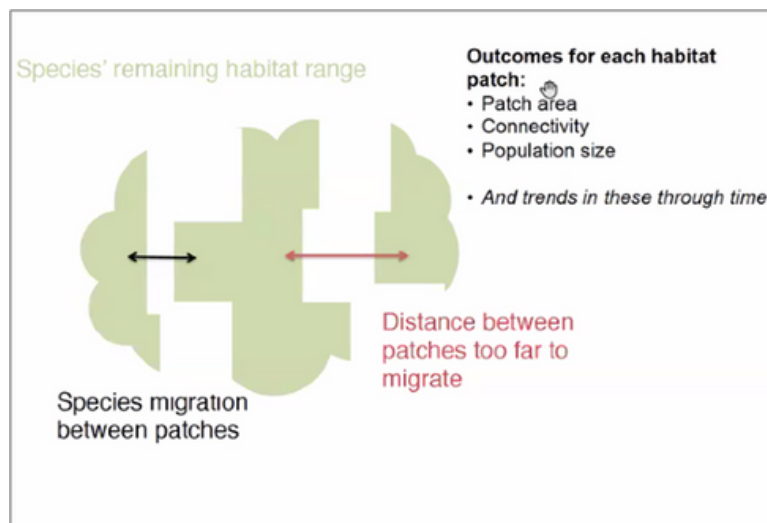 Species' remaining habitat range
Outcomes for each habitat
patch:
• Patch area
• Connectivity
• Population size
• And trends in these through time
Distance between
patches too far to
migrate
Species migration
between patches